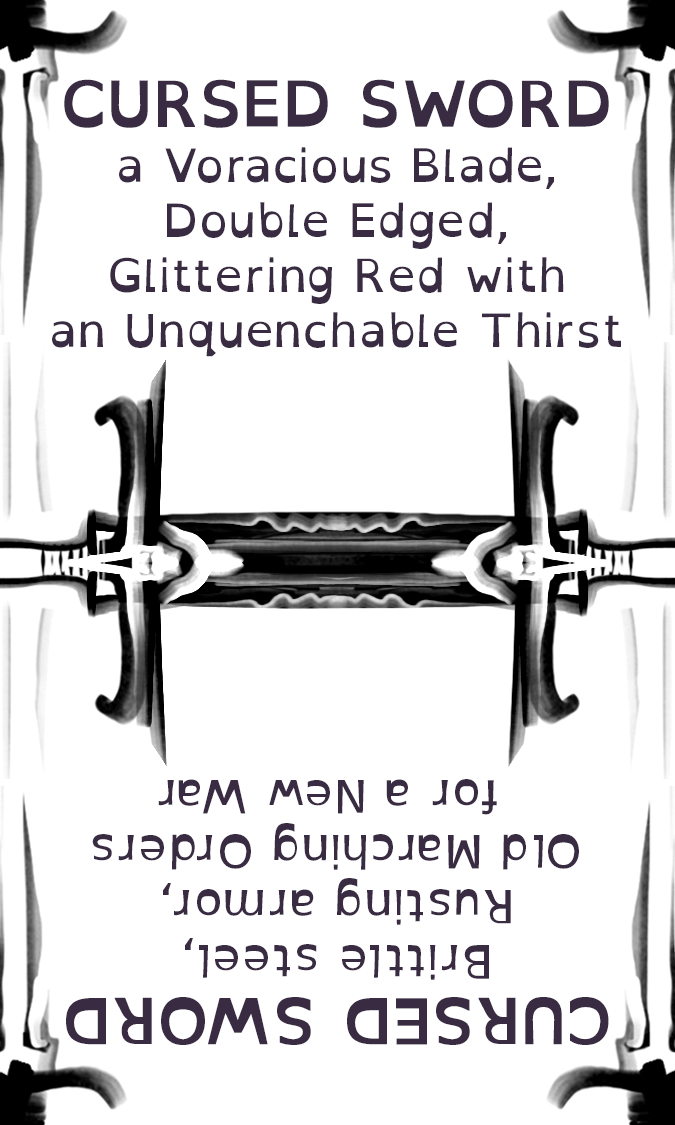 CURSED SWORD
a Voracious Blade,
Double Edged,
Glittering Red with
an Unquenchable Thirst
CURSED SWORD
Brittle steel,
Rusting armor,
Old Marching Orders
for a New War